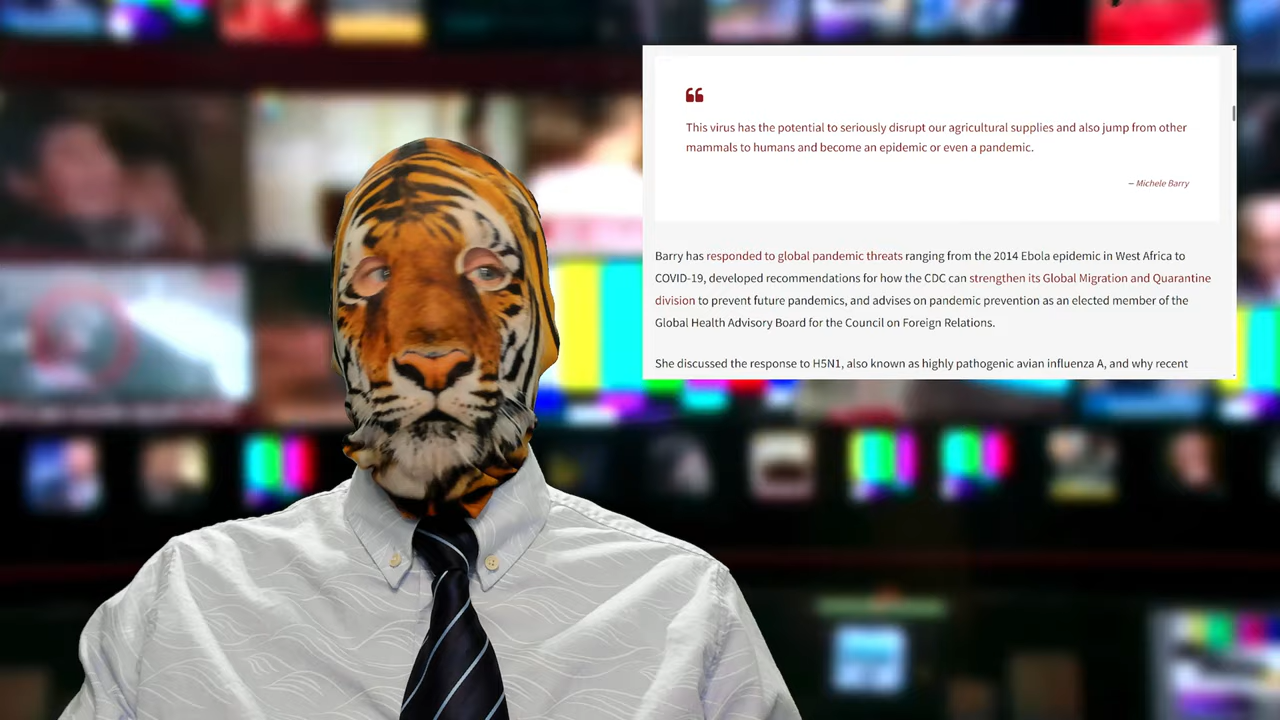 This virus has the potential to seriously disrupt our agricultural supplies and also jump from other
mammals to humans and become an epidemic or even a pandemic.
– Michele Barry
Barry has responded to global pandemic threats ranging from the 2014 Ebola epidemic in West Africa to
COVID-19, developed recommendations for how the CDC can strengthen its Global Migration and Quarantine
division to prevent future pandemics, and advises on pandemic prevention as an elected member of the
Global Health Advisory Board for the Council on Foreign Relations.
She discussed the response to H5N1, also known as highly pathogenic avian influenza A, and why recent